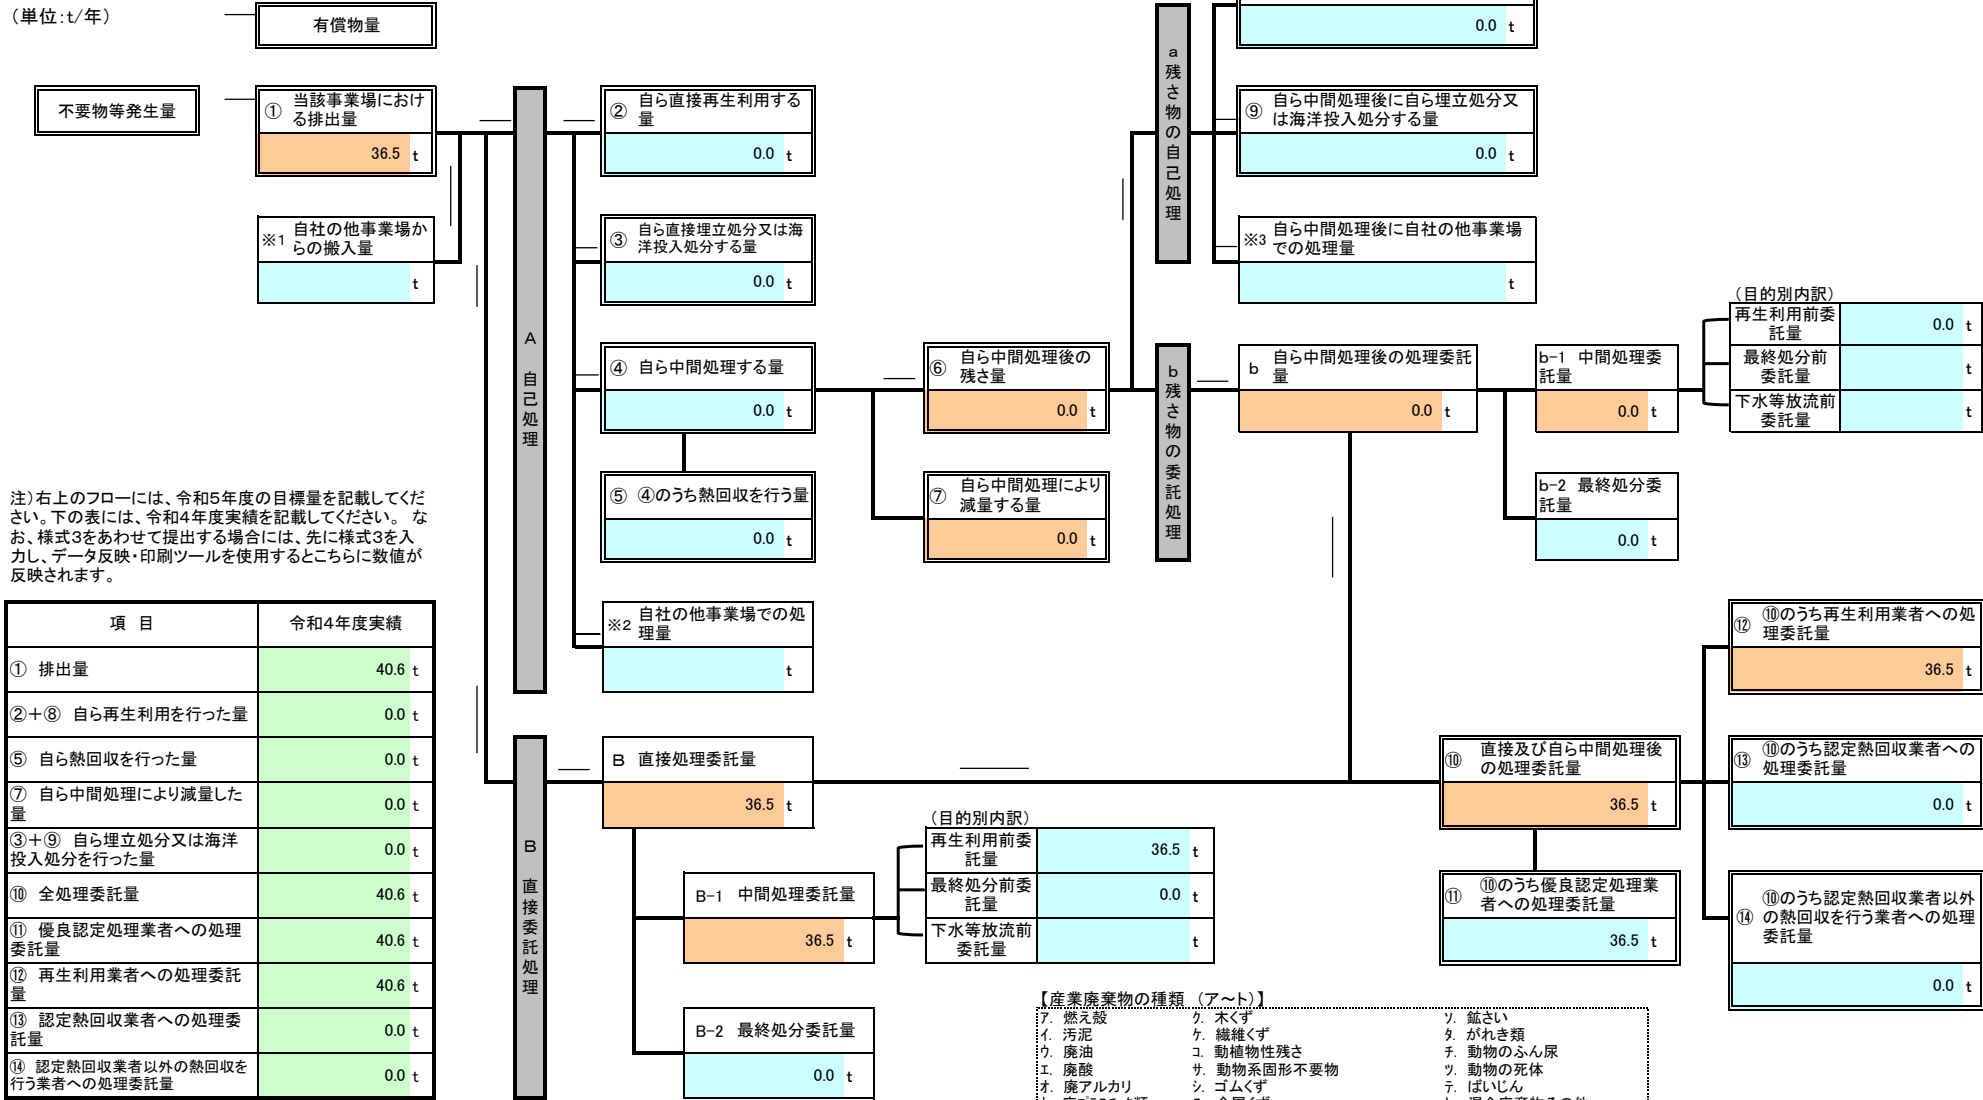 （単位：t/年）
有償物量
不要物等発生量
① 当該事業場におけ
る排出量
36.5 t
※1 自社の他事業場か
らの搬入量
t
A 自己処理
② 自ら直接再生利用する
量
0.0 t
③ 自ら直接埋立処分又は海
洋投入処分する量
0.0 t
④ 自ら中間処理する量
0.0 t
⑤ ④のうち熱回収を行う量
0.0 t
※2 自社の他事業場での処
理量
t
⑥ 自ら中間処理後の
残さ量
0.0 t
⑦ 自ら中間処理により
減量する量
0.0 t
a 残さ物の自己処理
0.0 t
⑨ 自ら中間処理後に自ら埋立処分又
は海洋投入処分する量
0.0 t
※3 自ら中間処理後に自社の他事業場
での処理量
t
b 残さ物の委託処理
b 自ら中間処理後の処理委託
量
0.0 t
b-1 中間処理委
託量
0.0 t
b-2 最終処分委
託量
0.0 t
（目的別内訳）
再生利用前委
託量
0.0 t
最終処分前
委託量
t
下水等放流前
委託量
t
注）右上のフローには、令和５年度の目標量を記載してくだ
さい。下の表には、令和４年度実績を記載してください。 な
お、様式３をあわせて提出する場合には、先に様式３を入
力し、データ反映・印刷ツールを使用するとこちらに数値が
反映されます。
項 目 令和４年度実績
① 排出量 40.6 t
②＋⑧ 自ら再生利用を行った量 0.0 t
⑤ 自ら熱回収を行った量 0.0 t
⑦ 自ら中間処理により減量した
量 0.0 t
③＋⑨ 自ら埋立処分又は海洋
投入処分を行った量 0.0 t
⑩ 全処理委託量 40.6 t
⑪ 優良認定処理業者への処理
委託量 40.6 t
⑫ 再生利用業者への処理委託
量 40.6 t
⑬ 認定熱回収業者への処理委
託量 0.0 t
⑭ 認定熱回収業者以外の熱回収を
行う業者への処理委託量 0.0 t
B 直接委託処理
B 直接処理委託量
36.5 t
B-1 中間処理委託量
36.5 t
B-2 最終処分委託量
0.0 t
（目的別内訳）
再生利用前委
託量
36.5 t
最終処分前委
託量
0.0 t
下水等放流前
委託量
t
⑩ 直接及び自ら中間処理後
の処理委託量
36.5 t
⑪ ⑩のうち優良認定処理業
者への処理委託量
36.5 t
⑫ ⑩のうち再生利用業者への処
理委託量
36.5 t
⑬ ⑩のうち認定熱回収業者への
処理委託量
0.0 t
⑭ ⑩のうち認定熱回収業者以外
の熱回収を行う業者への処理
委託量
0.0 t
【産業廃棄物の種類 （ア～ト）】
ア. 燃え殻 ク. 木くず ソ. 鉱さい
イ. 汚泥 ケ. 繊維くず タ. がれき類
ウ. 廃油 コ. 動植物性残さ チ. 動物のふん尿
エ. 廃酸 サ. 動物系固形不要物 ツ. 動物の死体
オ. 廃アルカリ シ. ゴムくず テ. ばいじん